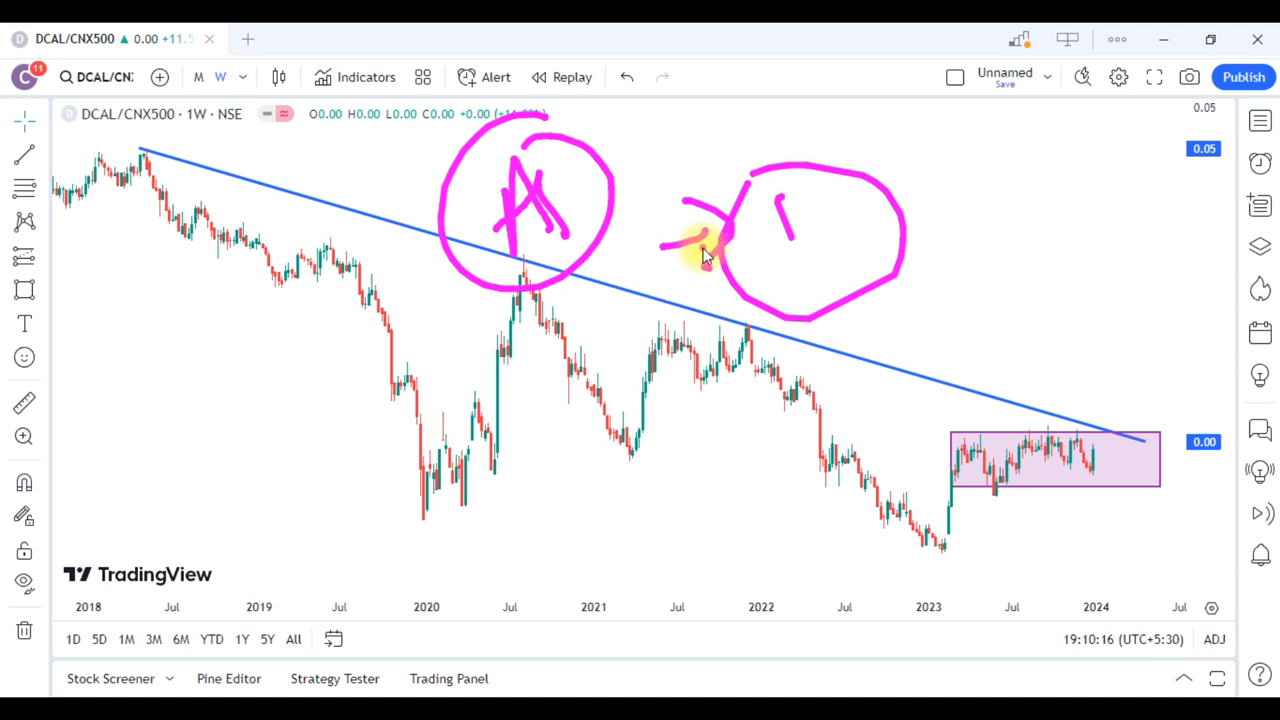 D DCAL/CNX500 ▲ 0.00 +11.5
C 11 DCAL/CN M W Indicators Alert Replay Unnamed Save Publish
D DCAL/CNX500 · 1W · NSE O0.00 H0.00 L0.00 C0.00 +0.00
0.05
0.05
A
0.00
TradingView
2018 Jul 2019 Jul 2020 Jul 2021 Jul 2022 Jul 2023 Jul 2024 Jul
1D 5D 1M 3M 6M YTD 1Y 5Y All 19:10:16 (UTC+5:30) ADJ
Stock Screener Pine Editor Strategy Tester Trading Panel